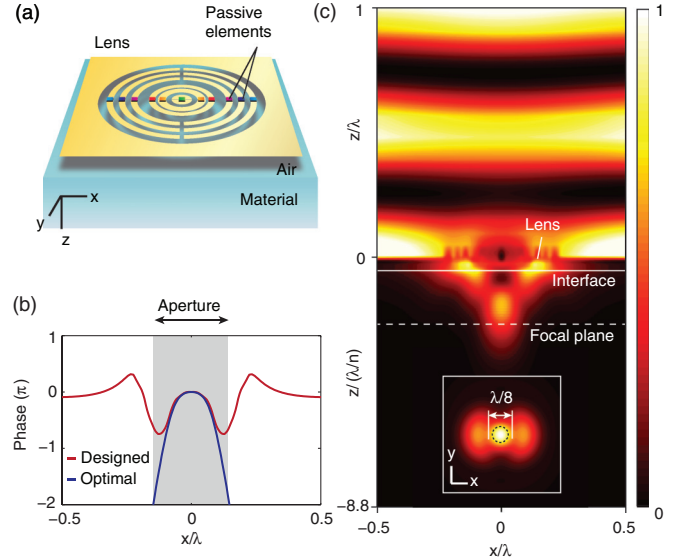 (a)
Lens
Passive
elements
Air
Material
x
y
z
(b)
Aperture
Phase (π)
1
0
−1
−2
Designed
Optimal
−0.5
0
0.5
x/λ
(c)
1
z/λ
0
Lens
Interface
Focal plane
z/(λ/n)
λ/8
y
x
−8.8
−0.5
0
0.5
x/λ
1
0